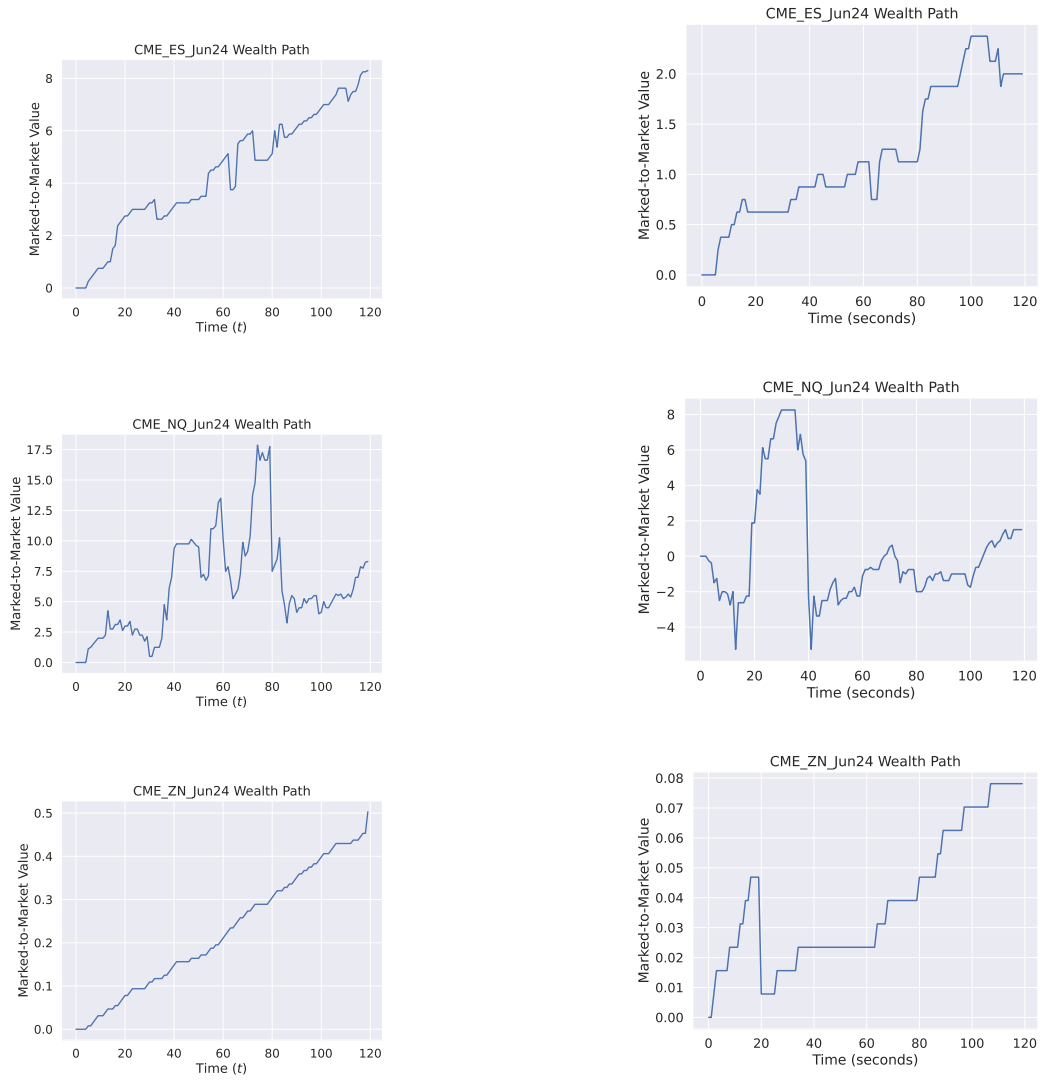 CME_ES_Jun24 Wealth Path
Marked-to-Market Value
8
6
4
2
0
0 20 40 60 80 100 120
Time (t)
CME_ES_Jun24 Wealth Path
Marked-to-Market Value
2.0
1.5
1.0
0.5
0.0
0 20 40 60 80 100 120
Time (seconds)
CME_NQ_Jun24 Wealth Path
Marked-to-Market Value
17.5
15.0
12.5
10.0
7.5
5.0
2.5
0.0
0 20 40 60 80 100 120
Time (t)
CME_NQ_Jun24 Wealth Path
Marked-to-Market Value
8
6
4
2
0
−2
−4
0 20 40 60 80 100 120
Time (seconds)
CME_ZN_Jun24 Wealth Path
Marked-to-Market Value
0.5
0.4
0.3
0.2
0.1
0.0
0 20 40 60 80 100 120
Time (t)
CME_ZN_Jun24 Wealth Path
Marked-to-Market Value
0.08
0.07
0.06
0.05
0.04
0.03
0.02
0.01
0.00
0 20 40 60 80 100 120
Time (seconds)